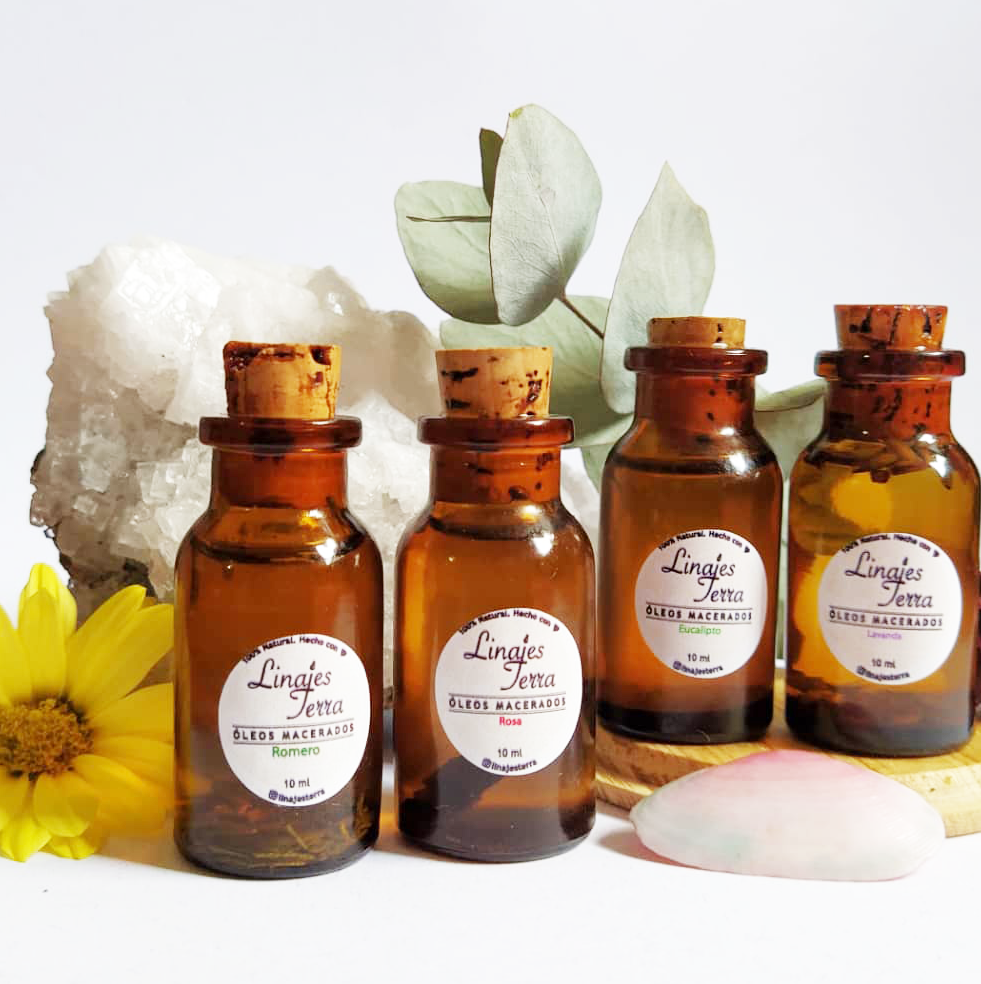 100% Natural. Hecho con
Linajes
Terra
ÓLEOS MACERADOS
Romero
10 ml
@linajesterra
100% Natural. Hecho con
Linajes
Terra
ÓLEOS MACERADOS
Rosa
10 ml
@linajesterra
100% Natural. Hecho con
Linajes
Terra
ÓLEOS MACERADOS
Eucalipto
10 ml
@linajesterra
100% Natural. Hecho con
Linajes
Terra
ÓLEOS MACERADOS
Lavanda
10 ml
@linajesterra